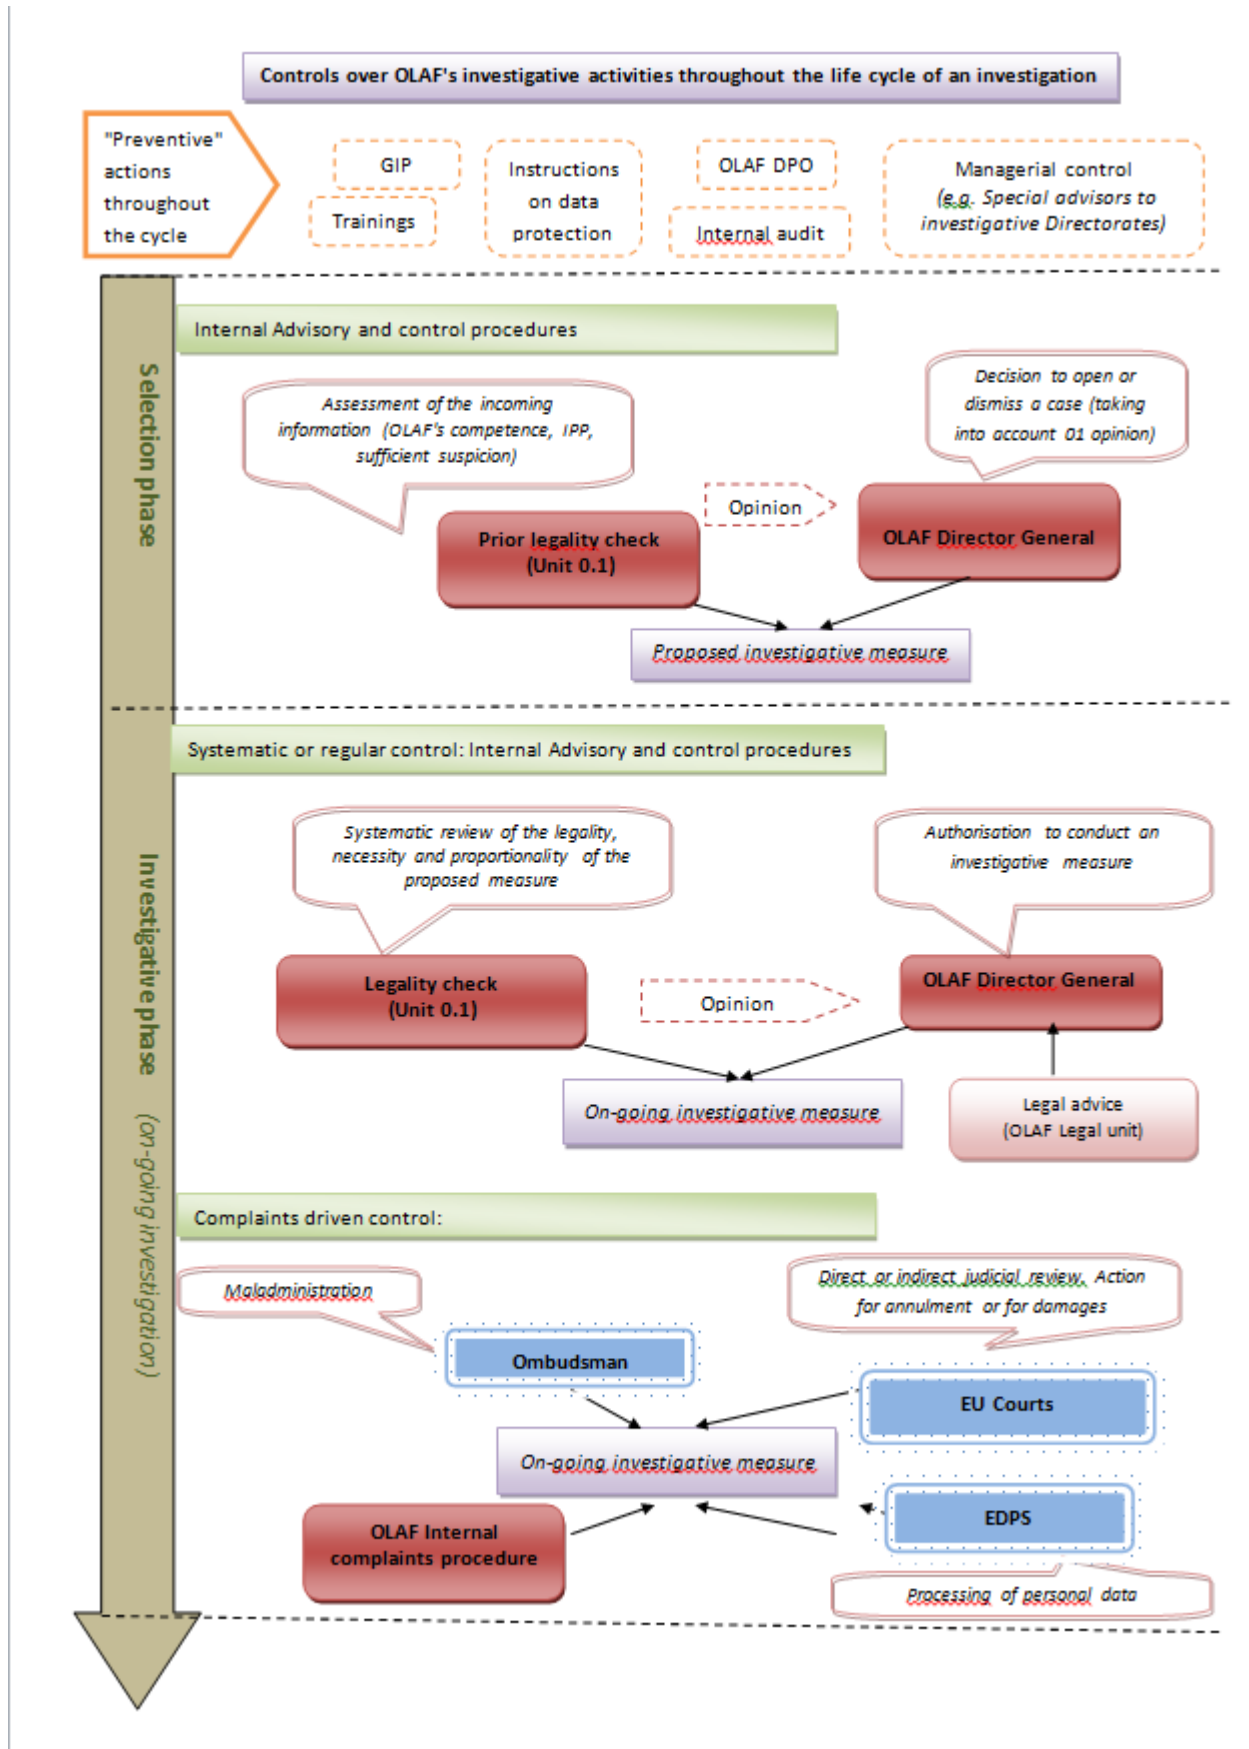 Controls over OLAF's investigative activities throughout the life cycle of an investigation
"Preventive"
actions
throughout
the cycle
GIP
Trainings
Instructions
on data
protection
OLAF DPO
Internal audit
Managerial control
(e.g. Special advisors to
investigative Directorates)
Selection phase
Internal Advisory and control procedures
Assessment of the incoming
information (OLAF's competence, IPP,
sufficient suspicion)
Decision to open or
dismiss a case (taking
into account 01 opinion)
Prior legality check
(Unit 0.1)
Opinion
OLAF Director General
Proposed investigative measure
Investigative phase (on-going investigation)
Systematic or regular control: Internal Advisory and control procedures
Systematic review of the legality,
necessity and proportionality of the
proposed measure
Authorisation to conduct an
investigative measure
Legality check
(Unit 0.1)
Opinion
OLAF Director General
On-going investigative measure
Legal advice
(OLAF Legal unit)
Complaints driven control:
Maladministration
Direct or indirect judicial review. Action
for annulment or for damages
Ombudsman
EU Courts
On-going investigative measure
OLAF Internal
complaints procedure
EDPS
Processing of personal data